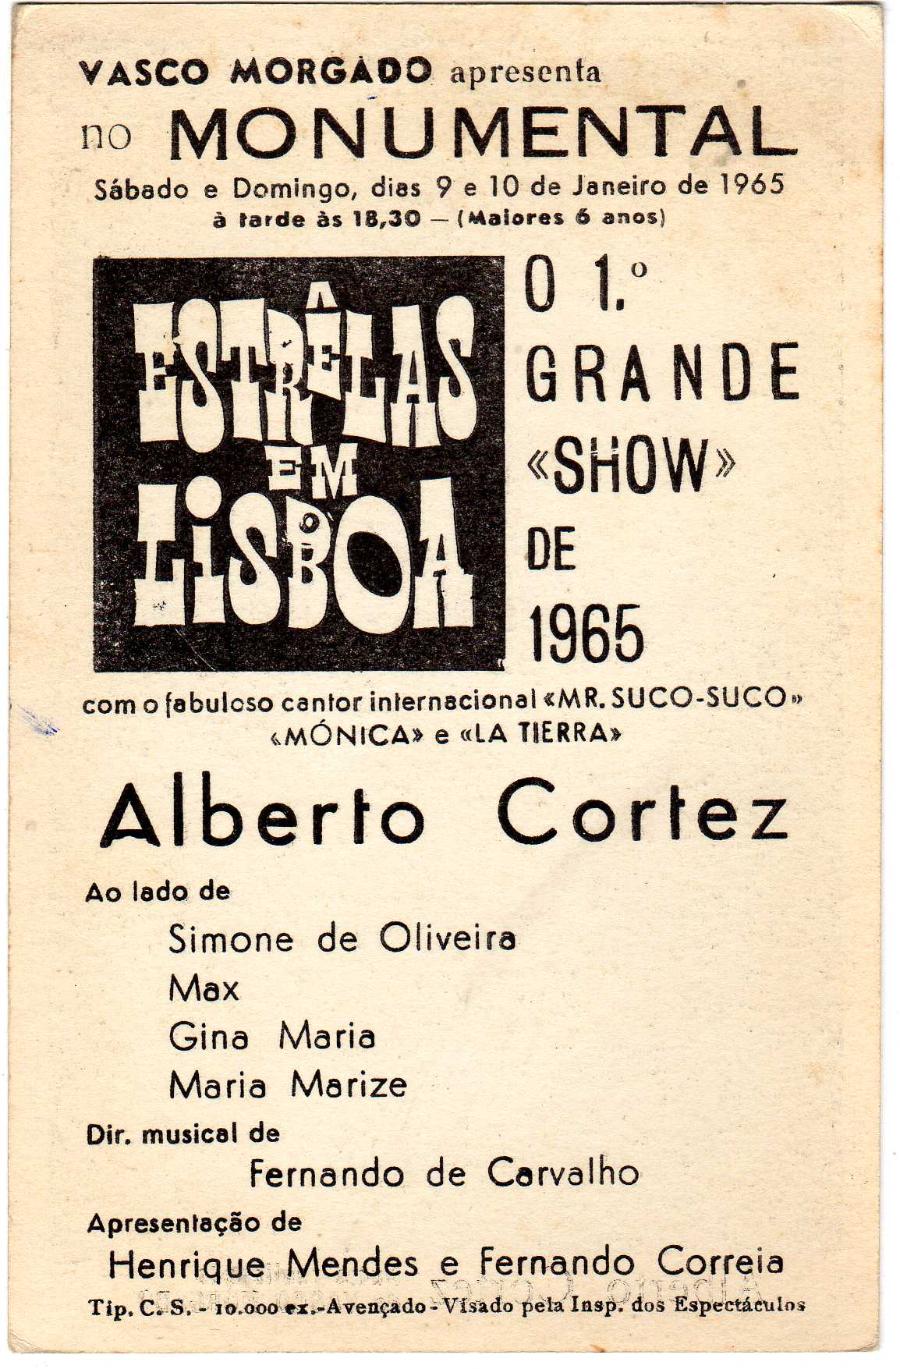 VASCO MORGADO apresenta
no MONUMENTAL
Sábado e Domingo, dias 9 e 10 de Janeiro de 1965
à tarde às 18,30 — (Maiores 6 anos)
ESTRÊLAS
EM
LiSBOA
O 1.º
GRANDE
«SHOW»
DE
1965
com o fabuloso cantor internacional «MR. SUCO-SUCO»
«MÓNICA» e «LA TIERRA»
Alberto Cortez
Ao lado de
Simone de Oliveira
Max
Gina Maria
Maria Marize
Dir. musical de
Fernando de Carvalho
Apresentação de
Henrique Mendes e Fernando Correia
Tip. C. S. - 10.000 ex.-Avençado-Visado pela Insp. dos Espectáculos